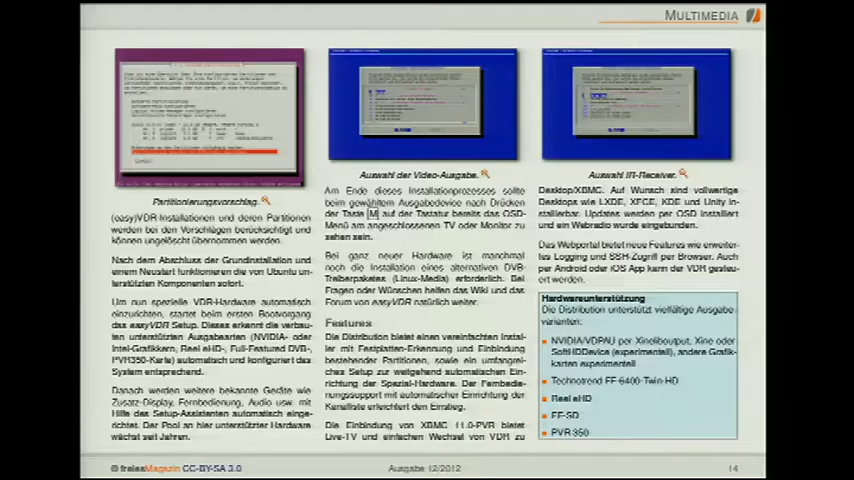 MULTIMEDIA
Partitionierungsvorschlag.
(easy)VDR-Installationen und deren Partitionen
werden bei den Vorschlägen berücksichtigt und
können ungelöscht übernommen werden.
Nach dem Abschluss der Grundinstallation und
einem Neustart funktionieren die von Ubuntu un-
terstützten Komponenten sofort.
Um nun spezielle VDR-Hardware automatisch
einzurichten, startet beim ersten Bootvorgang
das easyVDR Setup. Dieses erkennt die verbau-
ten unterstützten Ausgabearten (NVIDIA- oder
Intel-Grafikkern, Reel eHD-, Full-Featured DVB-,
PVR350-Karte) automatisch und konfiguriert das
System entsprechend.
Danach werden weitere bekannte Geräte wie
Zusatz-Display, Fernbedienung, Audio usw. mit
Hilfe des Setup-Assistenten automatisch einge-
richtet. Der Pool an hier unterstützter Hardware
wächst seit Jahren.
Auswahl der Video-Ausgabe.
Am Ende dieses Installationprozesses sollte
beim gewähltem Ausgabedevice nach Drücken
der Taste M auf der Tastatur bereits das OSD-
Menü am angeschlossenen TV oder Monitor zu
sehen sein.
Bei ganz neuer Hardware ist manchmal
noch die Installation eines alternativen DVB-
Treiberpaketes (Linux-Media) erforderlich. Bei
Fragen oder Wünschen helfen das Wiki und das
Forum von easyVDR natürlich weiter.
Features
Die Distribution bietet einen vereinfachten Instal-
ler mit Festplatten-Erkennung und Einbindung
bestehender Partitionen, sowie ein umfangrei-
ches Setup zur weitgehend automatischen Ein-
richtung der Spezial-Hardware. Der Fernbedie-
nungssupport mit automatischer Einrichtung der
Kanalliste erleichtert den Einstieg.
Die Einbindung von XBMC 11.0-PVR bietet
Live-TV und einfachen Wechsel von VDR zu
Auswahl IR-Receiver.
Desktop/XBMC. Auf Wunsch sind vollwertige
Desktops wie LXDE, XFCE, KDE und Unity in-
stallierbar. Updates werden per OSD installiert
und ein Webradio wurde eingebunden.
Das Webportal bietet neue Features wie erweiter-
tes Logging und SSH-Zugriff per Browser. Auch
per Android oder iOS App kann der VDR gesteu-
ert werden.
Hardwareunterstützung
Die Distribution unterstützt vielfältige Ausgabe-
varianten:
NVIDIA/VDPAU per Xineliboutput, Xine oder
SoftHDDevice (experimentell), andere Grafik-
karten experimentell
Technotrend FF-6400-Twin HD
Reel eHD
FF-SD
PVR 350
© freiesMagazin CC-BY-SA 3.0
Ausgabe 12/2012
14